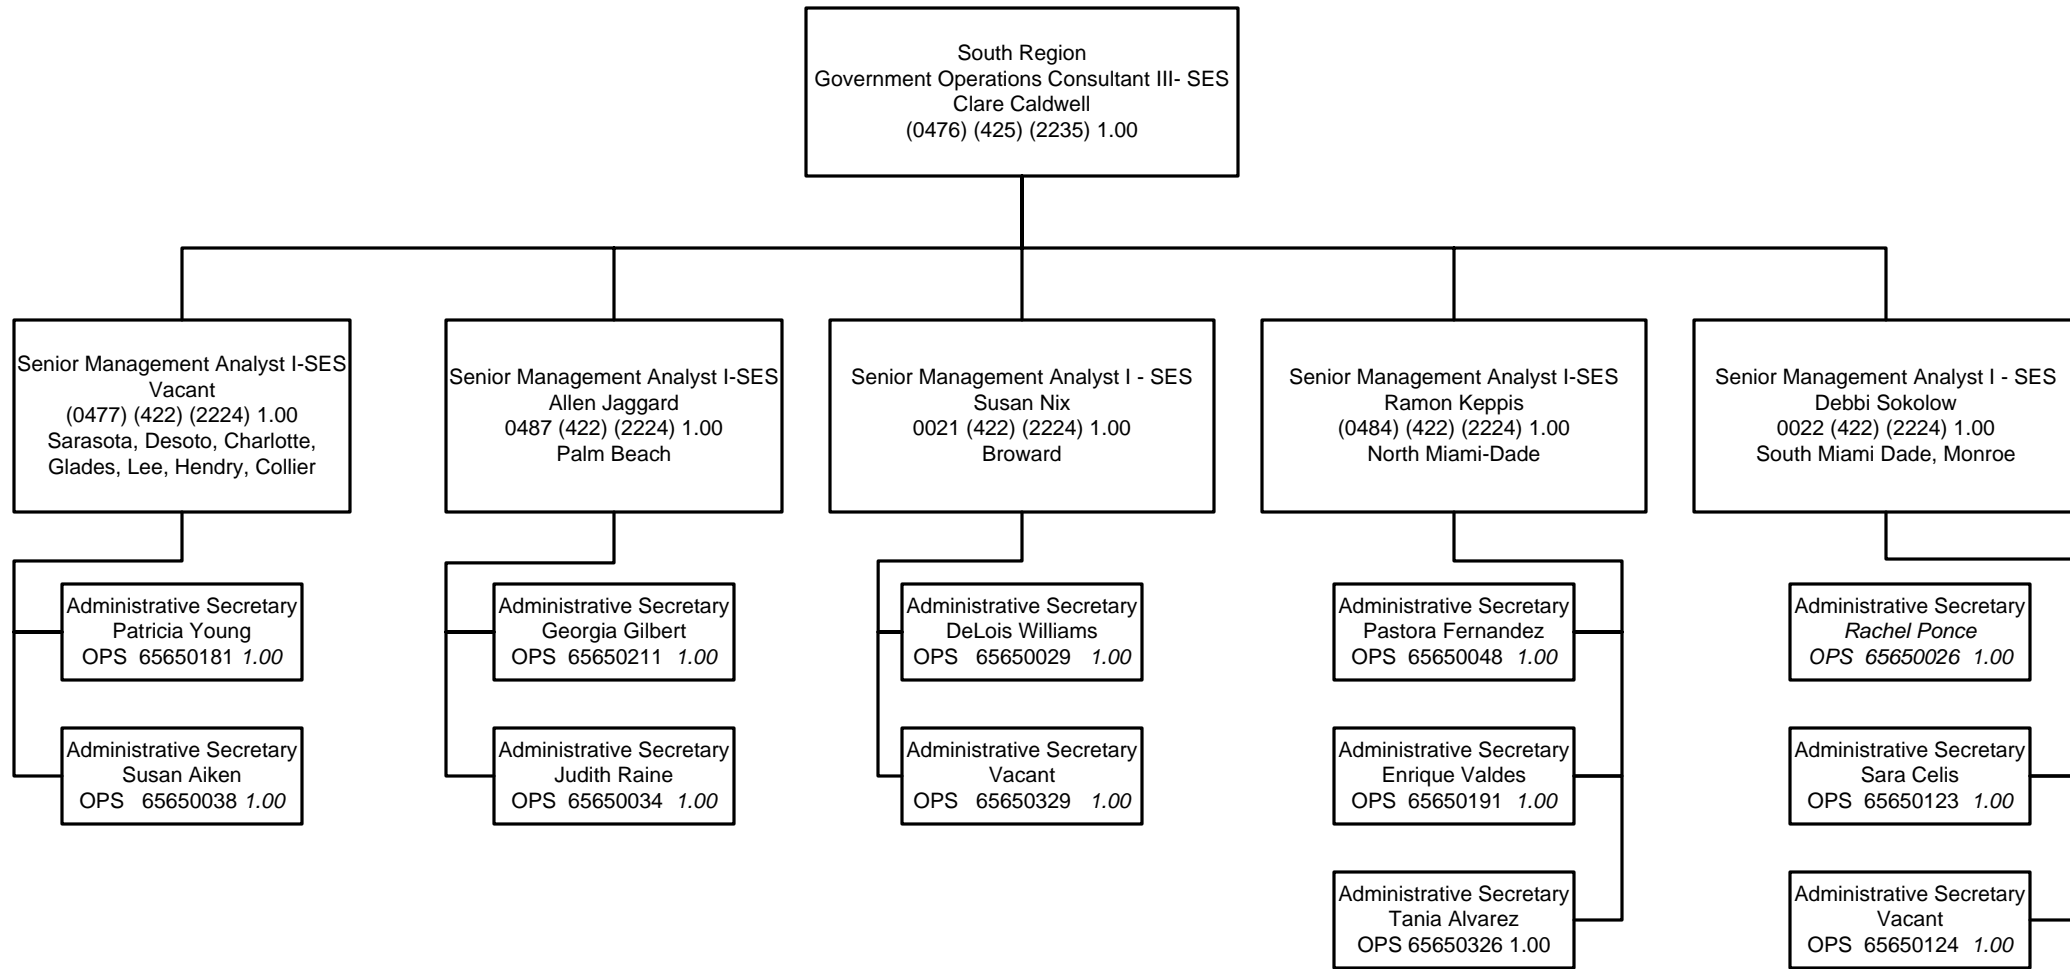 South Region
Government Operations Consultant III- SES
Clare Caldwell
(0476) (425) (2235) 1.00
Senior Management Analyst I-SES
Vacant
(0477) (422) (2224) 1.00
Sarasota, Desoto, Charlotte,
Glades, Lee, Hendry, Collier
Senior Management Analyst I-SES
Allen Jaggard
0487 (422) (2224) 1.00
Palm Beach
Senior Management Analyst I - SES
Susan Nix
0021 (422) (2224) 1.00
Broward
Senior Management Analyst I-SES
Ramon Keppis
(0484) (422) (2224) 1.00
North Miami-Dade
Senior Management Analyst I - SES
Debbi Sokolow
0022 (422) (2224) 1.00
South Miami Dade, Monroe
Administrative Secretary
Patricia Young
OPS 65650181 1.00
Administrative Secretary
Georgia Gilbert
OPS 65650211 1.00
Administrative Secretary
DeLois Williams
OPS 65650029 1.00
Administrative Secretary
Pastora Fernandez
OPS 65650048 1.00
Administrative Secretary
Rachel Ponce
OPS 65650026 1.00
Administrative Secretary
Susan Aiken
OPS 65650038 1.00
Administrative Secretary
Judith Raine
OPS 65650034 1.00
Administrative Secretary
Vacant
OPS 65650329 1.00
Administrative Secretary
Enrique Valdes
OPS 65650191 1.00
Administrative Secretary
Sara Celis
OPS 65650123 1.00
Administrative Secretary
Tania Alvarez
OPS 65650326 1.00
Administrative Secretary
Vacant
OPS 65650124 1.00